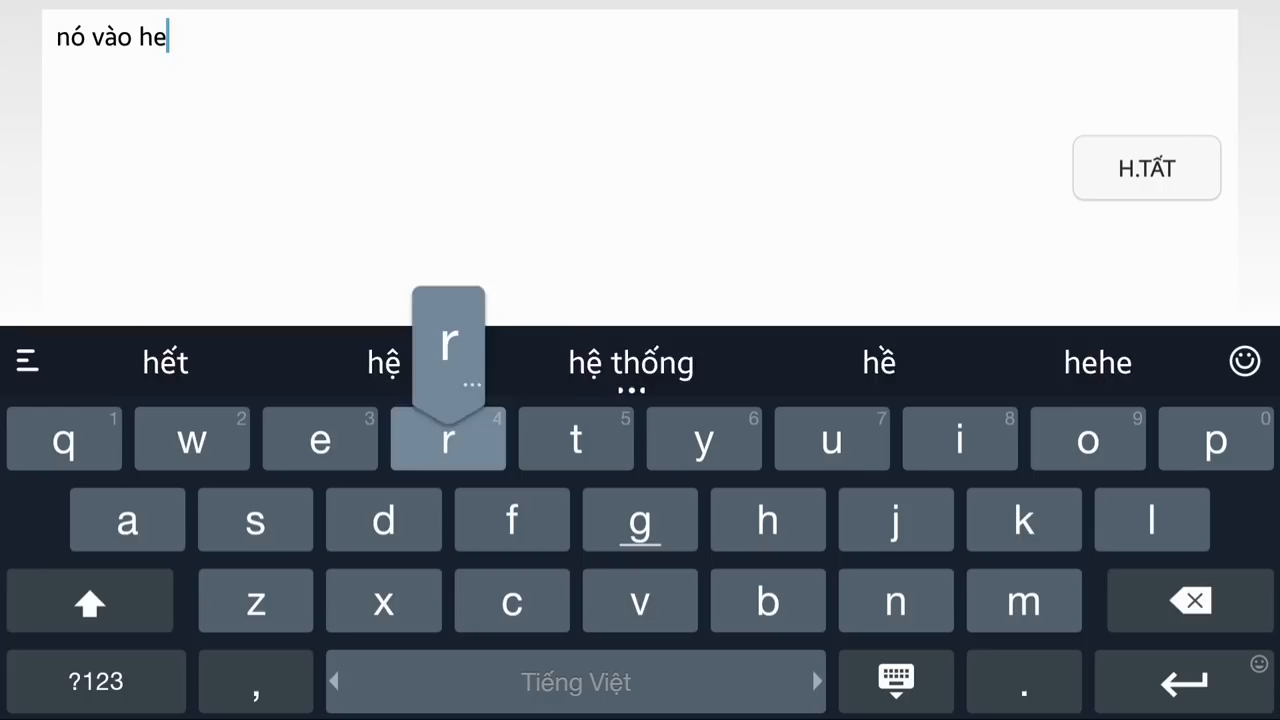 nó vào he
H.TẤT
r
hết hệ hệ thống hề hehe
1 2 3 4 5 6 7 8 9 0
q w e r t y u i o p
a s d f g h j k l
z x c v b n m
?123 , Tiếng Việt .